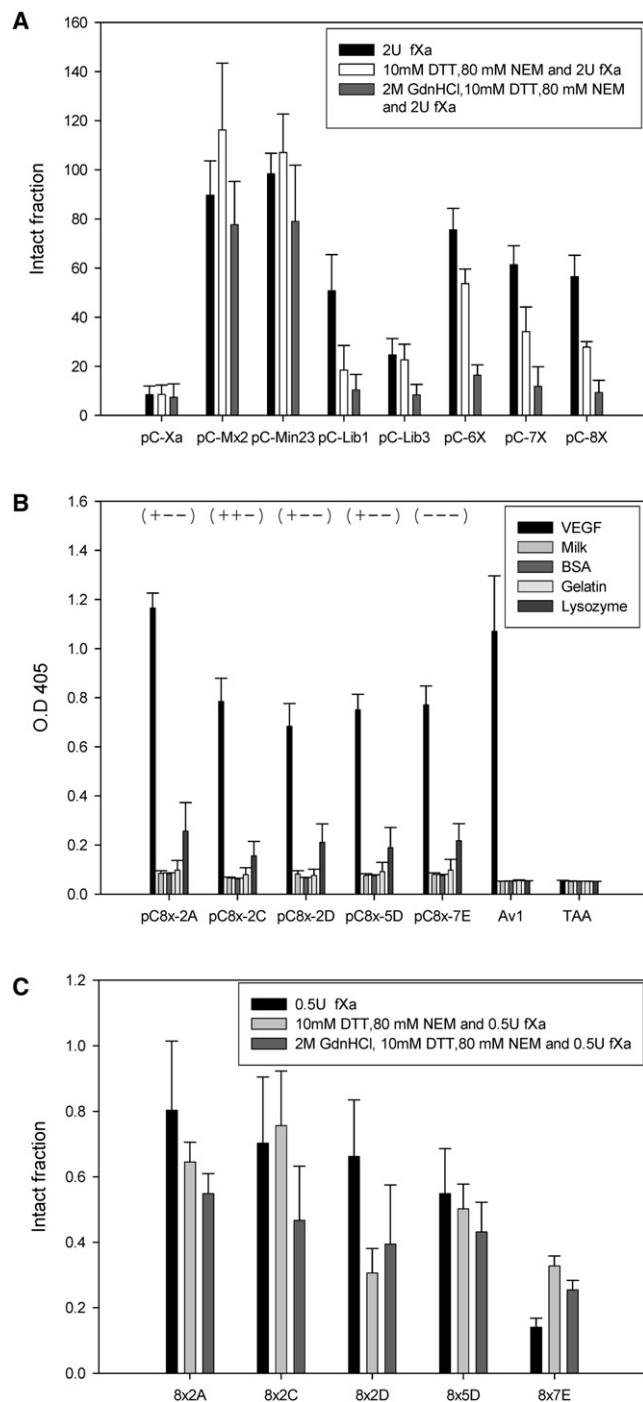 A
160
140
120
100
80
60
40
20
0
Intact fraction
2U fXa
10mM DTT,80 mM NEM and 2U fXa
2M GdnHCl,10mM DTT,80 mM NEM
and 2U fXa
pC-Xa pC-Mx2 pC-Min23 pC-Lib1 pC-Lib3 pC-6X pC-7X pC-8X
B
1.6
1.4
1.2
1.0
0.8
0.6
0.4
0.2
0.0
O.D 405
(+--) (++-) (+--) (+--) (---)
VEGF
Milk
BSA
Gelatin
Lysozyme
pC8x-2A pC8x-2C pC8x-2D pC8x-5D pC8x-7E Av1 TAA
C
1.2
1.0
0.8
0.6
0.4
0.2
0.0
Intact fraction
0.5U fXa
10mM DTT,80 mM NEM and 0.5U fXa
2M GdnHCl, 10mM DTT,80 mM NEM and 0.5U fXa
8x2A 8x2C 8x2D 8x5D 8x7E